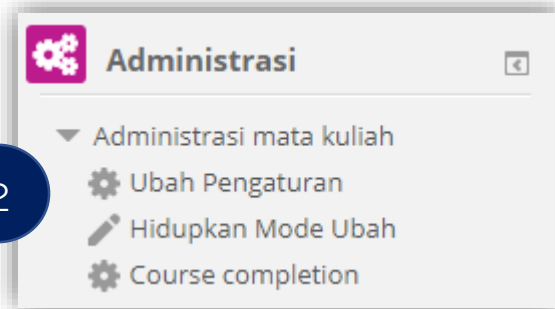 Administrasi
Administrasi mata kuliah
2
Ubah Pengaturan
Hidupkan Mode Ubah
Course completion